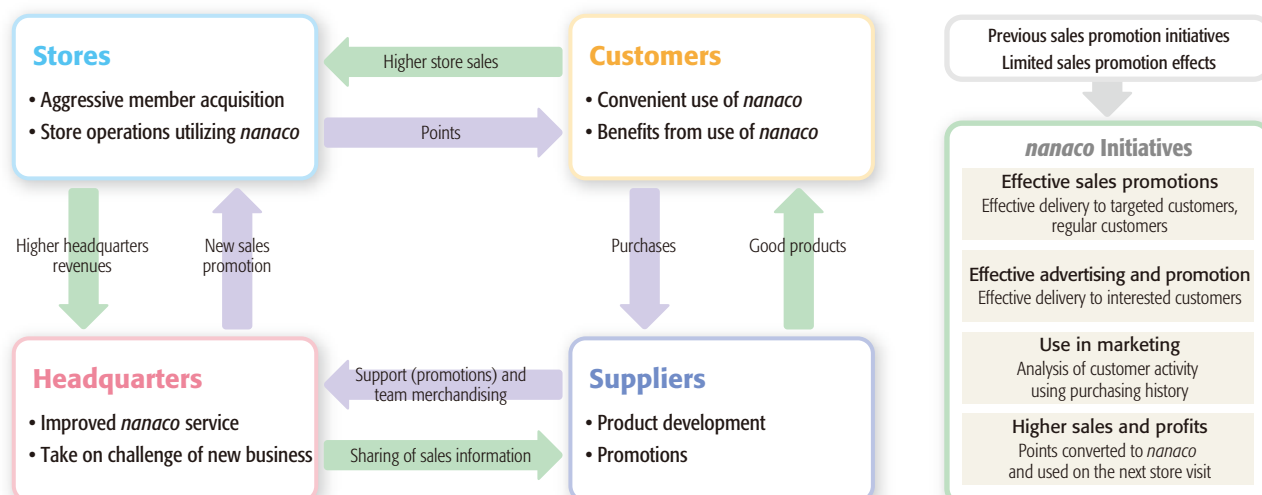 Stores
• Aggressive member acquisition
• Store operations utilizing nanaco
Higher store sales
Points
Customers
• Convenient use of nanaco
• Benefits from use of nanaco
Higher headquarters
revenues
New sales
promotion
Purchases
Good products
Headquarters
• Improved nanaco service
• Take on challenge of new business
Support (promotions) and
team merchandising
Sharing of sales information
Suppliers
• Product development
• Promotions
Previous sales promotion initiatives
Limited sales promotion effects
nanaco Initiatives
Effective sales promotions
Effective delivery to targeted customers,
regular customers
Effective advertising and promotion
Effective delivery to interested customers
Use in marketing
Analysis of customer activity
using purchasing history
Higher sales and profits
Points converted to nanaco
and used on the next store visit